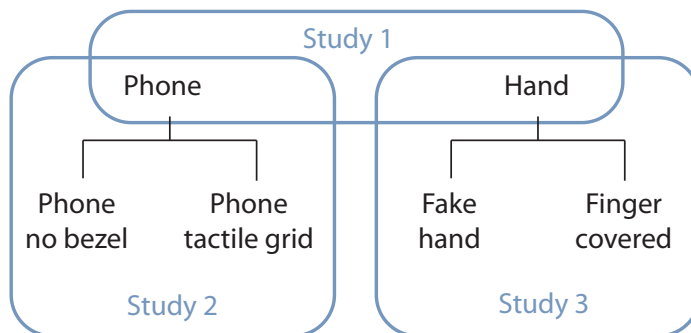 Study 1
Phone
Hand
Phone
no bezel
Phone
tactile grid
Fake
hand
Finger
covered
Study 2
Study 3